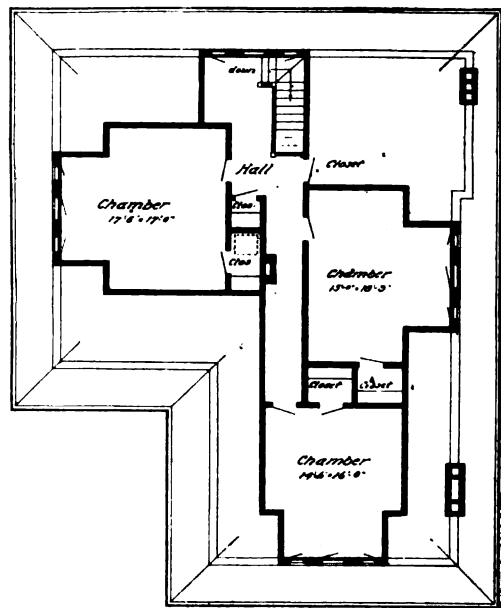 down
Hall
Closet
Chamber
17'6" × 17'0"
Clos.
Clos
Chamber
15'0" × 16'9"
Closet
Closet
Chamber
14'6" × 16'0"